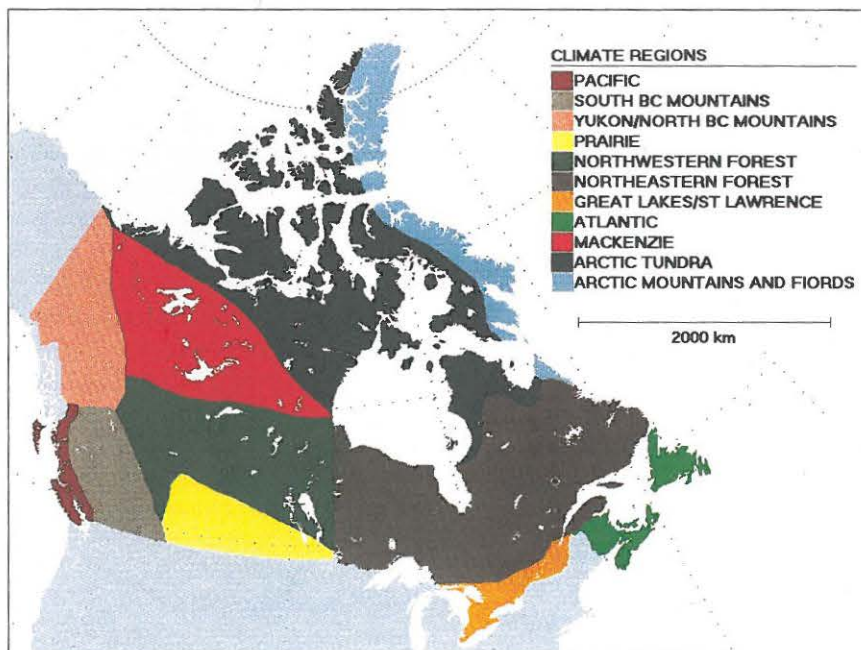 CLIMATE REGIONS
PACIFIC
SOUTH BC MOUNTAINS
YUKON/NORTH BC MOUNTAINS
PRAIRIE
NORTHWESTERN FOREST
NORTHEASTERN FOREST
GREAT LAKES/ST LAWRENCE
ATLANTIC
MACKENZIE
ARCTIC TUNDRA
ARCTIC MOUNTAINS AND FIORDS
2000 km